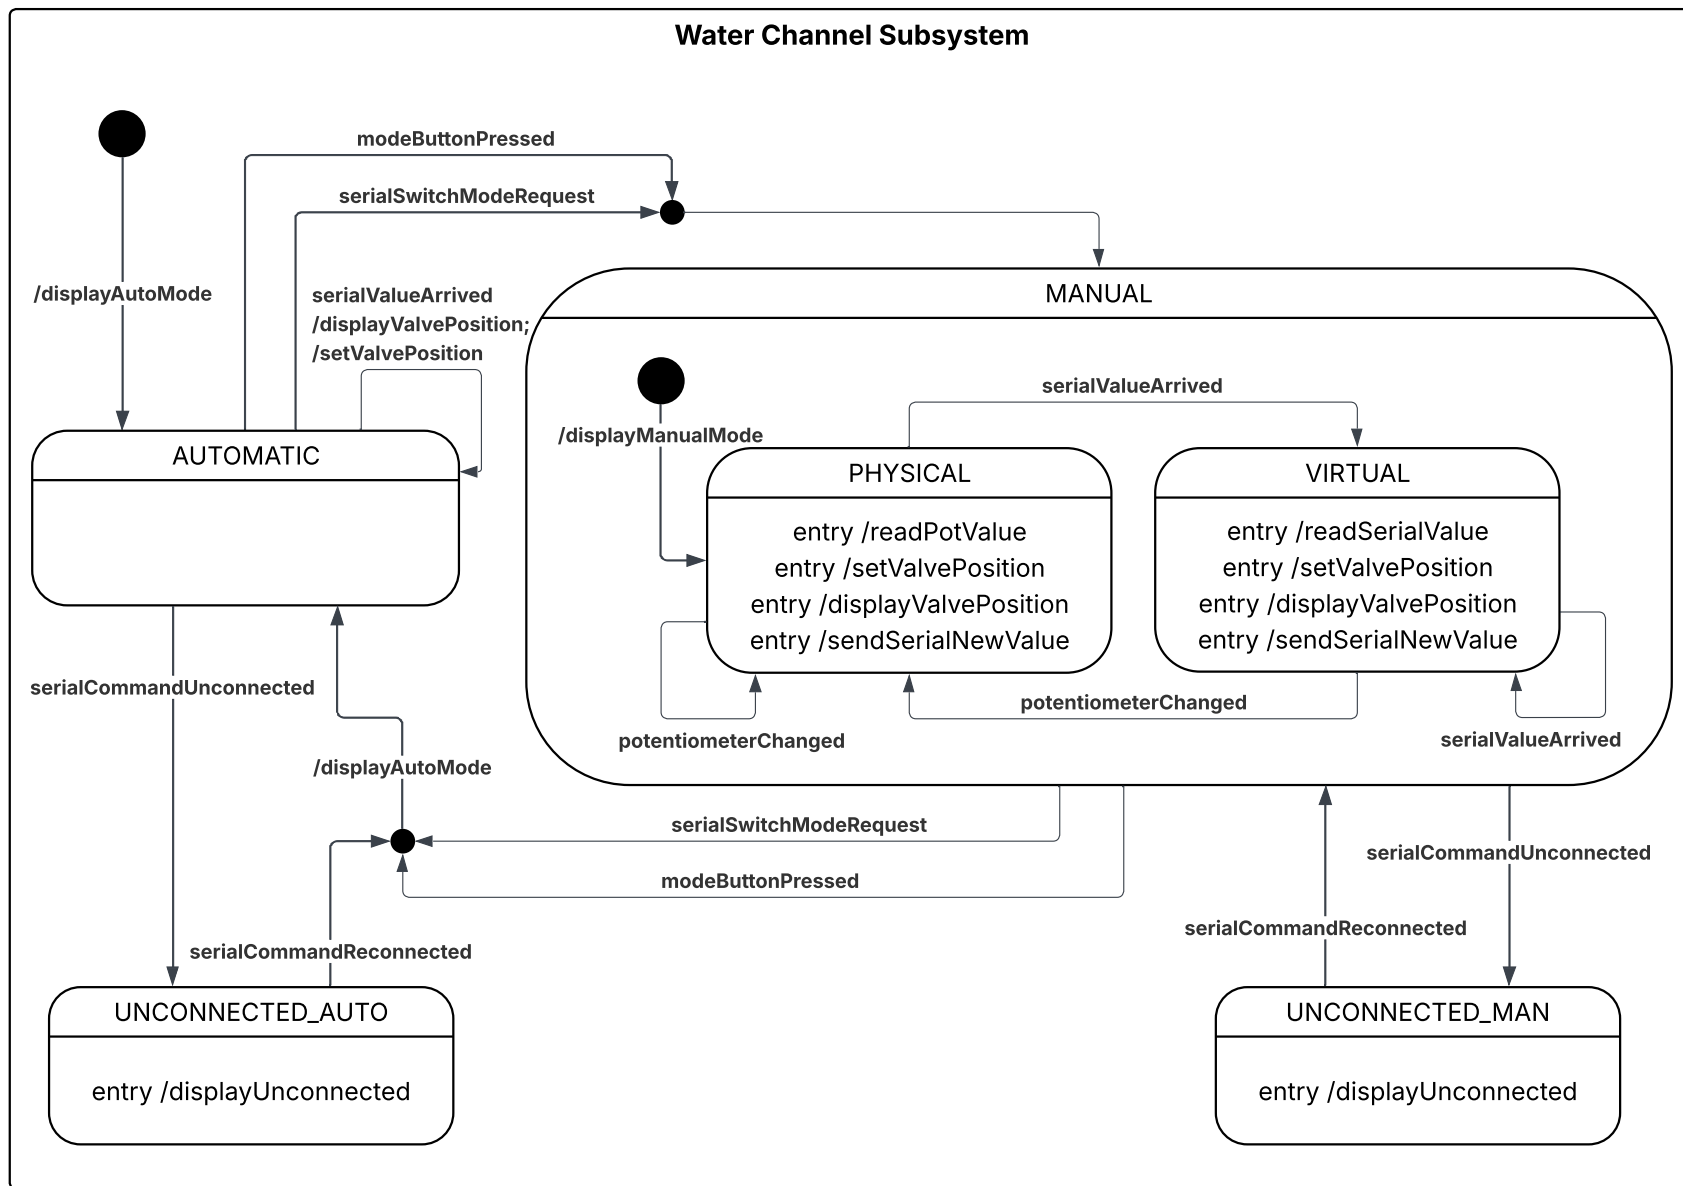 Water Channel Subsystem
modeButtonPressed
serialSwitchModeRequest
/displayAutoMode
serialValueArrived
/displayValvePosition;
/setValvePosition
MANUAL
serialValueArrived
/displayManualMode
AUTOMATIC
PHYSICAL
entry /readPotValue
entry /setValvePosition
entry /displayValvePosition
entry /sendSerialNewValue
VIRTUAL
entry /readSerialValue
entry /setValvePosition
entry /displayValvePosition
entry /sendSerialNewValue
serialCommandUnconnected
potentiometerChanged
potentiometerChanged
serialValueArrived
/displayAutoMode
serialSwitchModeRequest
serialCommandUnconnected
modeButtonPressed
serialCommandReconnected
serialCommandReconnected
UNCONNECTED_AUTO
entry /displayUnconnected
UNCONNECTED_MAN
entry /displayUnconnected